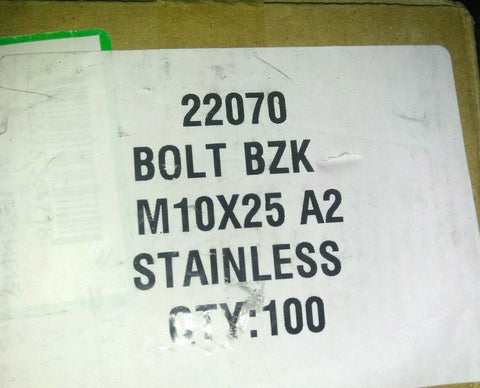 22070
BOLT BZK
M10X25 A2
STAINLESS
QTY:100